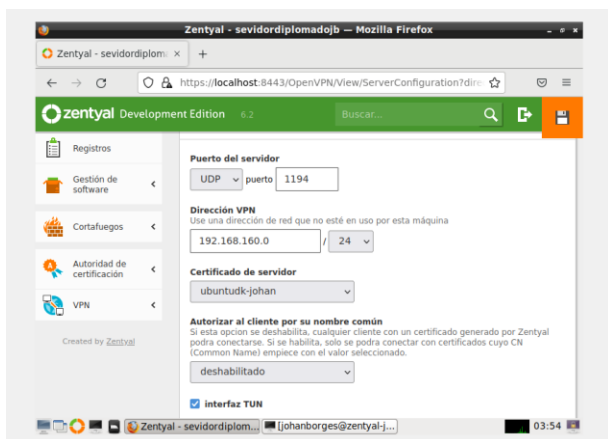 Zentyal - sevidordiplomadojb — Mozilla Firefox
Zentyal - sevidordiplom
https://localhost:8443/OpenVPN/View/ServerConfiguration?dire
zentyal Development Edition 6.2 Buscar...
Registros
Gestión de
software
Cortafuegos
Autoridad de
certificación
VPN
Created by Zentyal
Puerto del servidor
UDP puerto 1194
Dirección VPN
Use una dirección de red que no esté en uso por esta máquina
192.168.160.0 / 24
Certificado de servidor
ubuntudk-johan
Autorizar al cliente por su nombre común
Si esta opcion se deshabilita, cualquier cliente con un certificado generado por Zentyal
podra conectarse. Si se habilita, solo se podra conectar con certificados cuyo CN
(Common Name) empiece con el valor seleccionado.
deshabilitado
interfaz TUN
Zentyal - sevidordiplom... [johanborges@zentyal-j...] 03:54